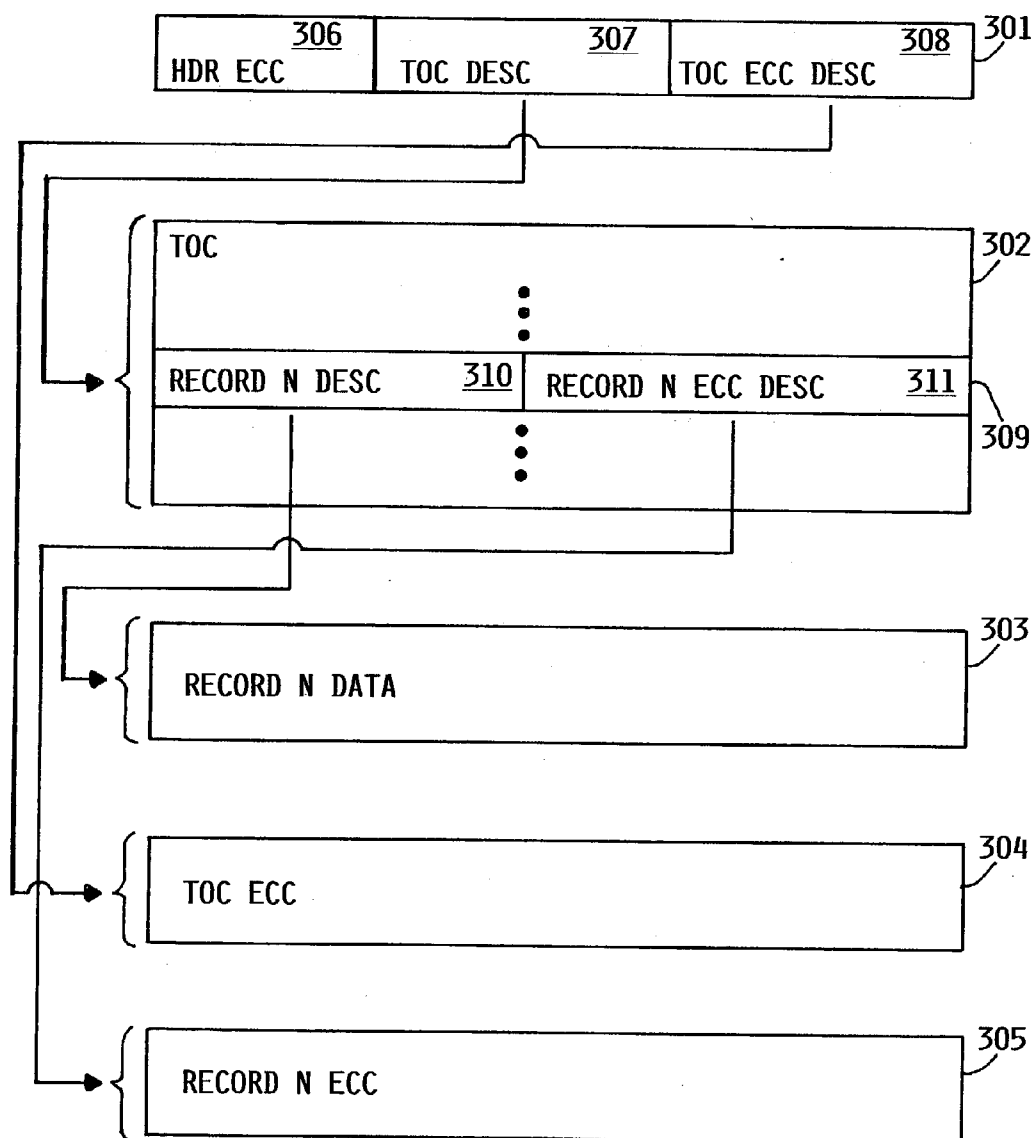 306 307 308 301
HDR ECC TOC DESC TOC ECC DESC
TOC 302
RECORD N DESC 310 RECORD N ECC DESC 311
309
303
RECORD N DATA
304
TOC ECC
305
RECORD N ECC